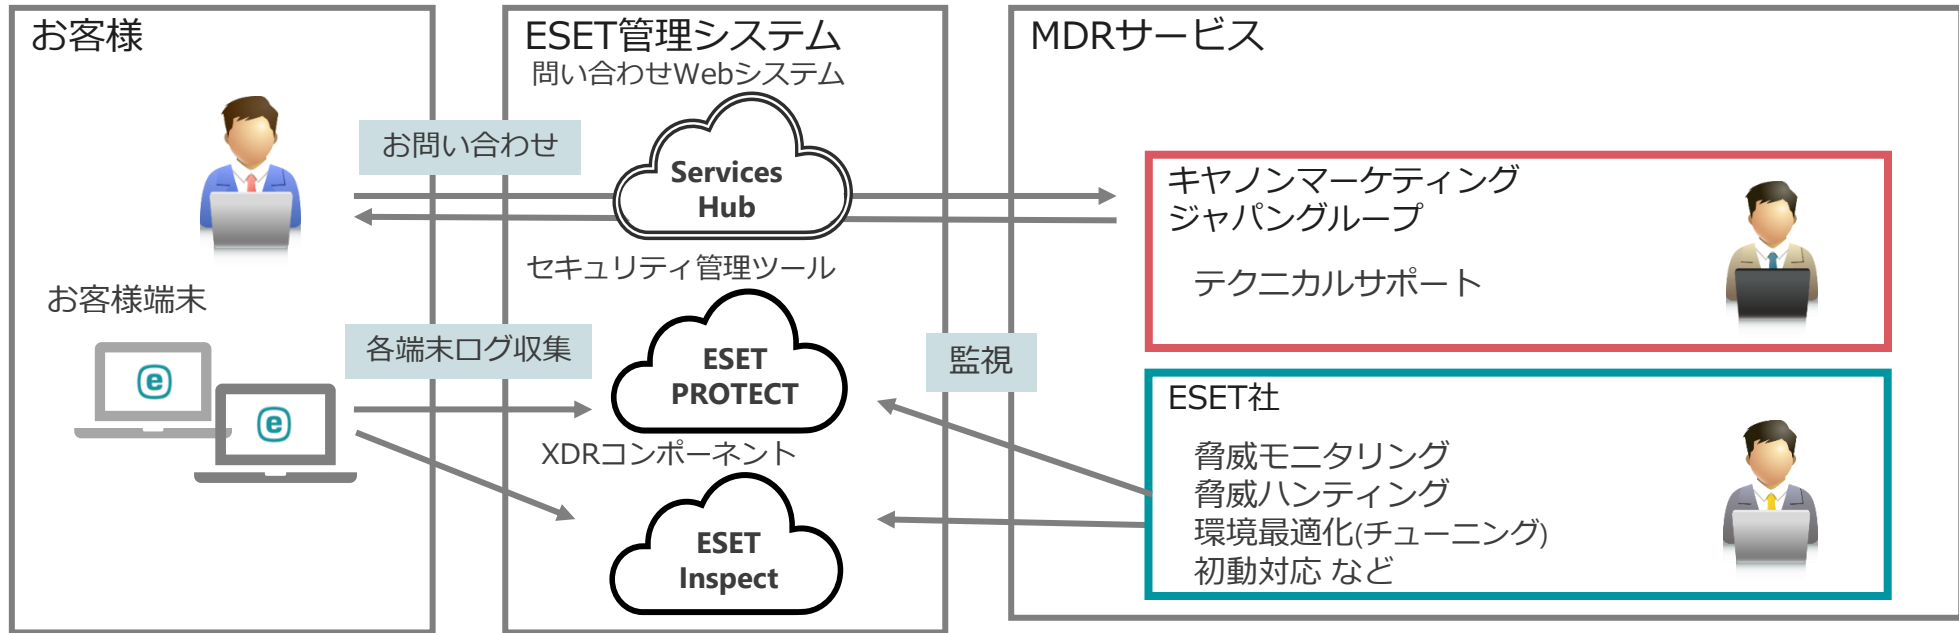 お客様
お問い合わせ
お客様端末
各端末ログ収集
e
e
ESET管理システム
問い合わせWebシステム
Services
Hub
セキュリティ管理ツール
ESET
PROTECT
XDRコンポーネント
ESET
Inspect
監視
MDRサービス
キヤノンマーケティング
ジャパングループ
テクニカルサポート
ESET社
脅威モニタリング
脅威ハンティング
環境最適化(チューニング)
初動対応 など